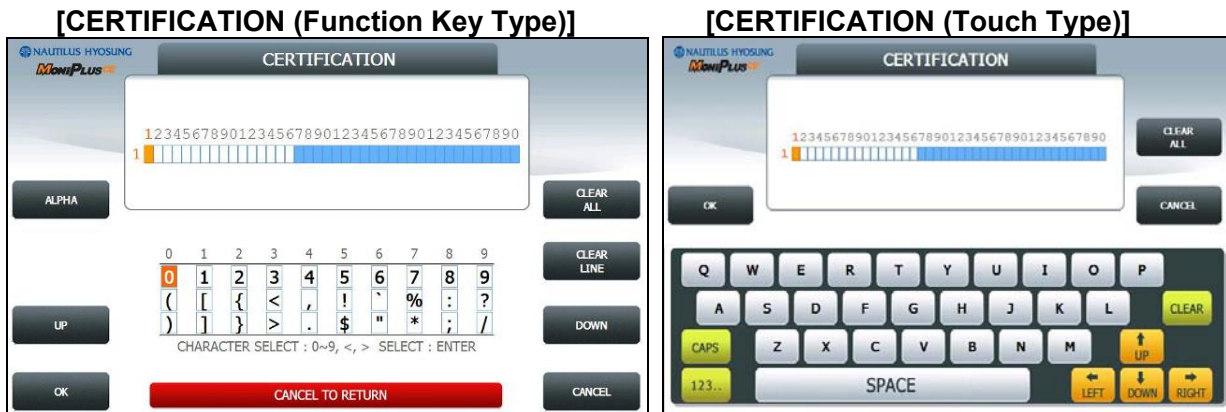 [CERTIFICATION (Function Key Type)]
NAUTILUS HYOSUNG
MONIPLUS CE
CERTIFICATION
1234567890123456789012345678901234567890
1
ALPHA
CLEAR ALL
0 1 2 3 4 5 6 7 8 9
CLEAR LINE
0 1 2 3 4 5 6 7 8 9
( [ { < , ! ` % : ?
) ] } > . $ " * ; /
UP
DOWN
CHARACTER SELECT : 0~9, <, > SELECT : ENTER
OK
CANCEL TO RETURN
CANCEL
[CERTIFICATION (Touch Type)]
NAUTILUS HYOSUNG
MONIPLUS CE
CERTIFICATION
1234567890123456789012345678901234567890
1
CLEAR ALL
OK
CANCEL
Q W E R T Y U I O P
A S D F G H J K L CLEAR
CAPS Z X C V B N M UP
123.. SPACE LEFT DOWN RIGHT